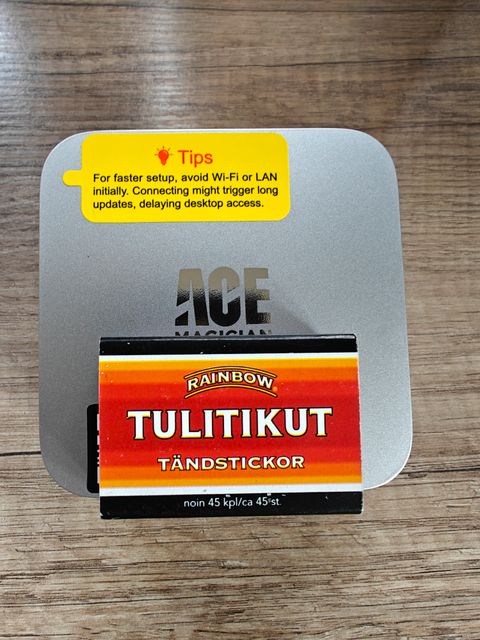 Tips
For faster setup, avoid Wi-Fi or LAN
initially. Connecting might trigger long
updates, delaying desktop access.
ACE
MAGICIAN
RAINBOW
TULITIKUT
TÄNDSTICKOR
noin 45 kpl/ca 45 st.